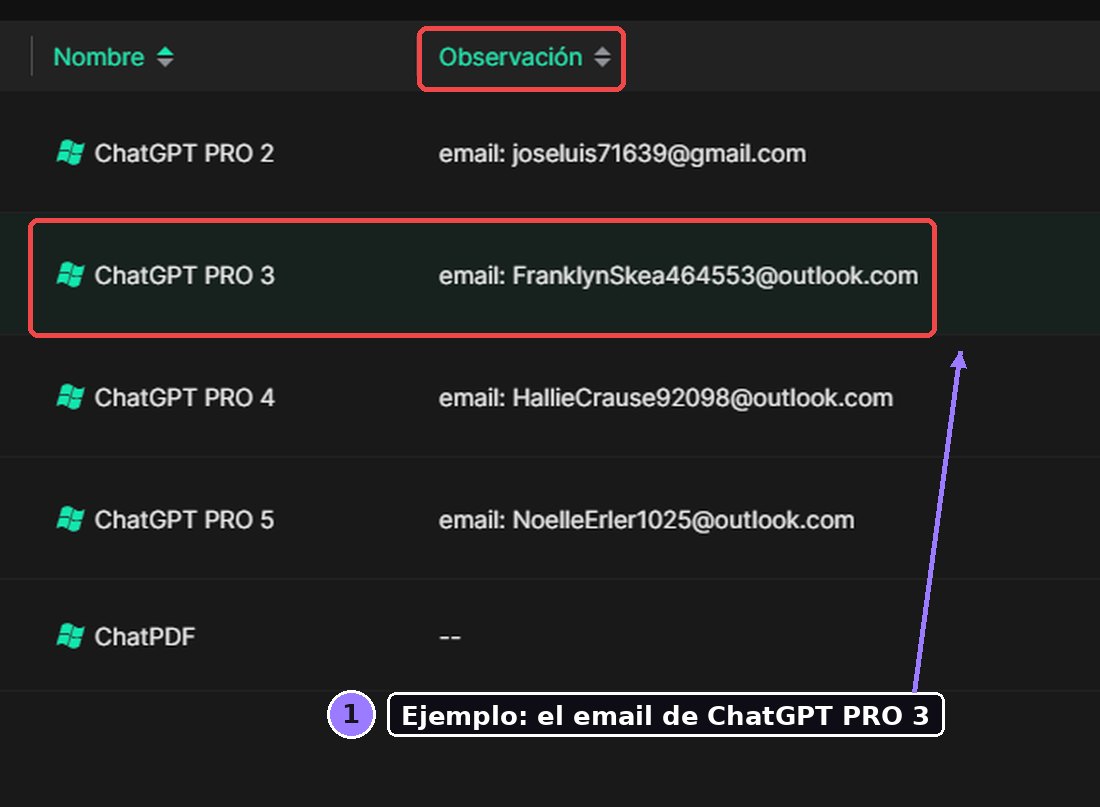 Nombre Observación
ChatGPT PRO 2 email: joseluis71639@gmail.com
ChatGPT PRO 3 email: FranklynSkea464553@outlook.com
ChatGPT PRO 4 email: HallieCrause92098@outlook.com
ChatGPT PRO 5 email: NoelleErler1025@outlook.com
ChatPDF --
1 Ejemplo: el email de ChatGPT PRO 3